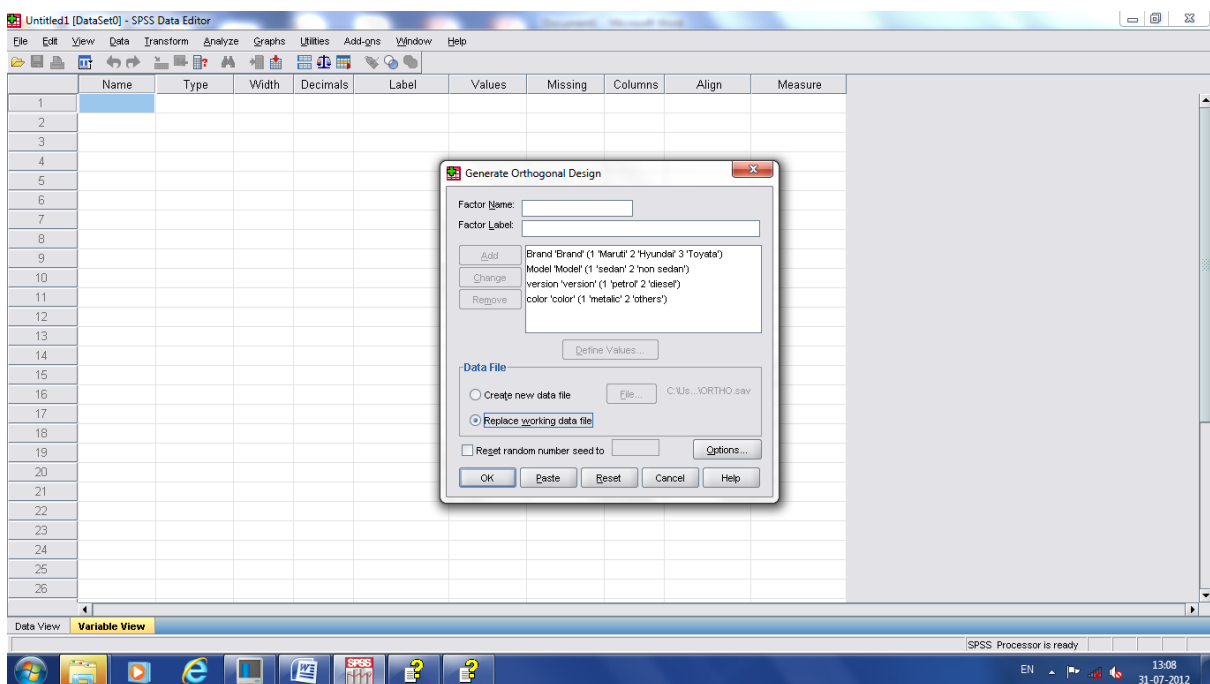 Untitled1 [DataSet0] - SPSS Data Editor
File Edit View Data Transform Analyze Graphs Utilities Add-ons Window Help
Name Type Width Decimals Label Values Missing Columns Align Measure
1
2
3
4
5
6
7
8
9
10
11
12
13
14
15
16
17
18
19
20
21
22
23
24
25
26
Generate Orthogonal Design
Factor Name:
Factor Label:
Add
Change
Remove
Brand 'Brand' (1 'Maruti' 2 'Hyundai' 3 'Toyata')
Model 'Model' (1 'sedan' 2 'non sedan')
version 'version' (1 'petrol' 2 'diesel')
color 'color' (1 'metalic' 2 'others')
Define Values...
Data File
Create new data file File... C:\Us...\ORTHO.sav
Replace working data file
Reset random number seed to Options...
OK Paste Reset Cancel Help
Data View Variable View
SPSS Processor is ready
SPSS
EN 13:08
31-07-2012